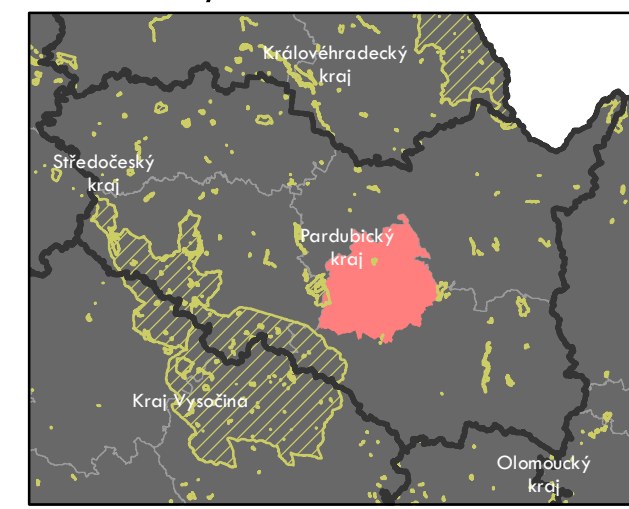 Královéhradecký
kraj
Středočeský
kraj
Pardubický
kraj
Kraj Vysočina
Olomoucký
kraj